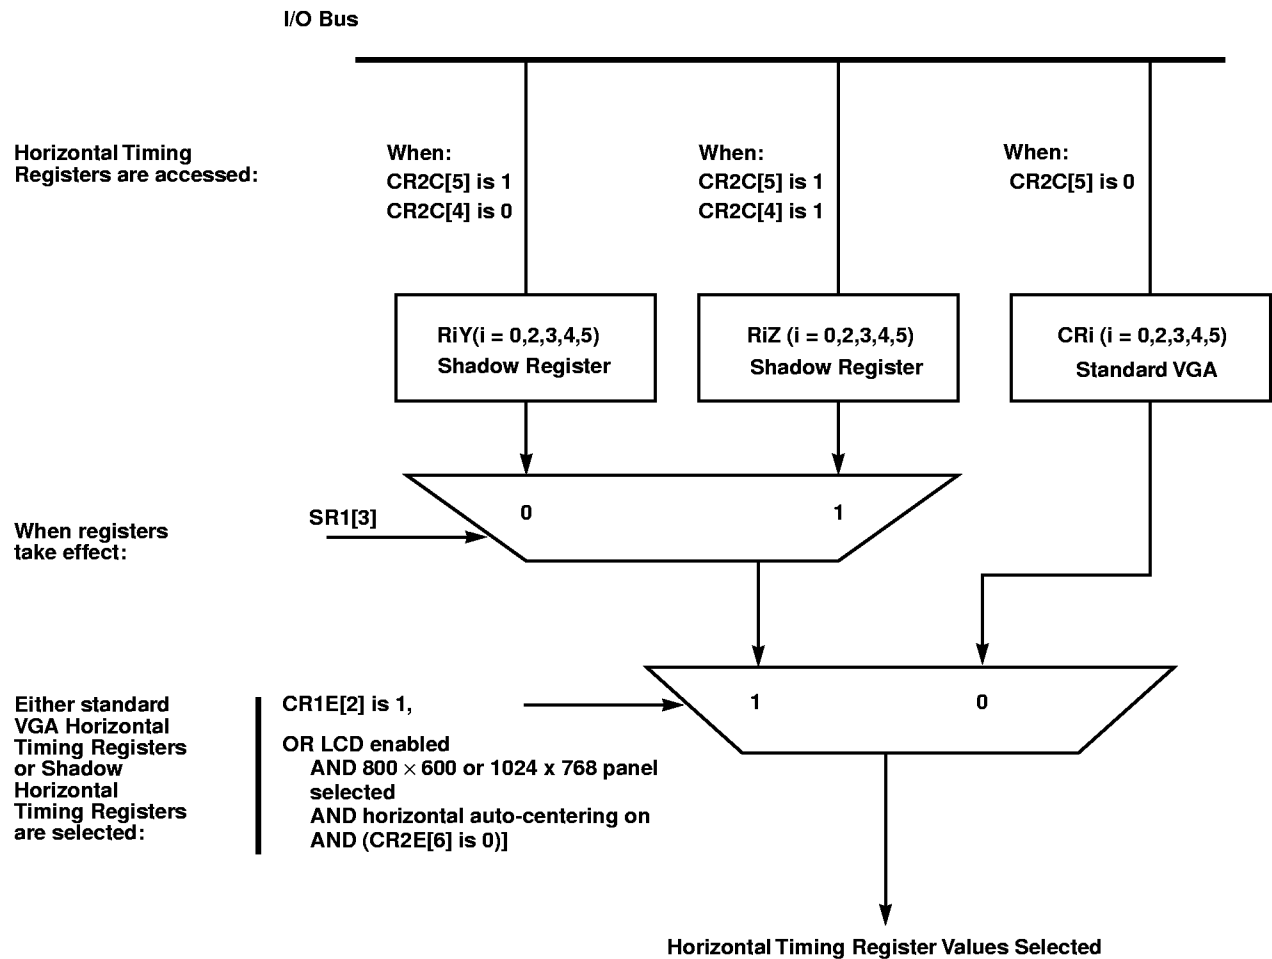 I/O Bus
Horizontal Timing
Registers are accessed:
When:
CR2C[5] is 1
CR2C[4] is 0
When:
CR2C[5] is 1
CR2C[4] is 1
When:
CR2C[5] is 0
RiY(i = 0,2,3,4,5)
Shadow Register
RiZ (i = 0,2,3,4,5)
Shadow Register
CRi (i = 0,2,3,4,5)
Standard VGA
When registers
take effect:
SR1[3]
0
1
Either standard
VGA Horizontal
Timing Registers
or Shadow
Horizontal
Timing Registers
are selected:
CR1E[2] is 1,
OR LCD enabled
AND 800 × 600 or 1024 x 768 panel
selected
AND horizontal auto-centering on
AND (CR2E[6] is 0)]
1
0
Horizontal Timing Register Values Selected